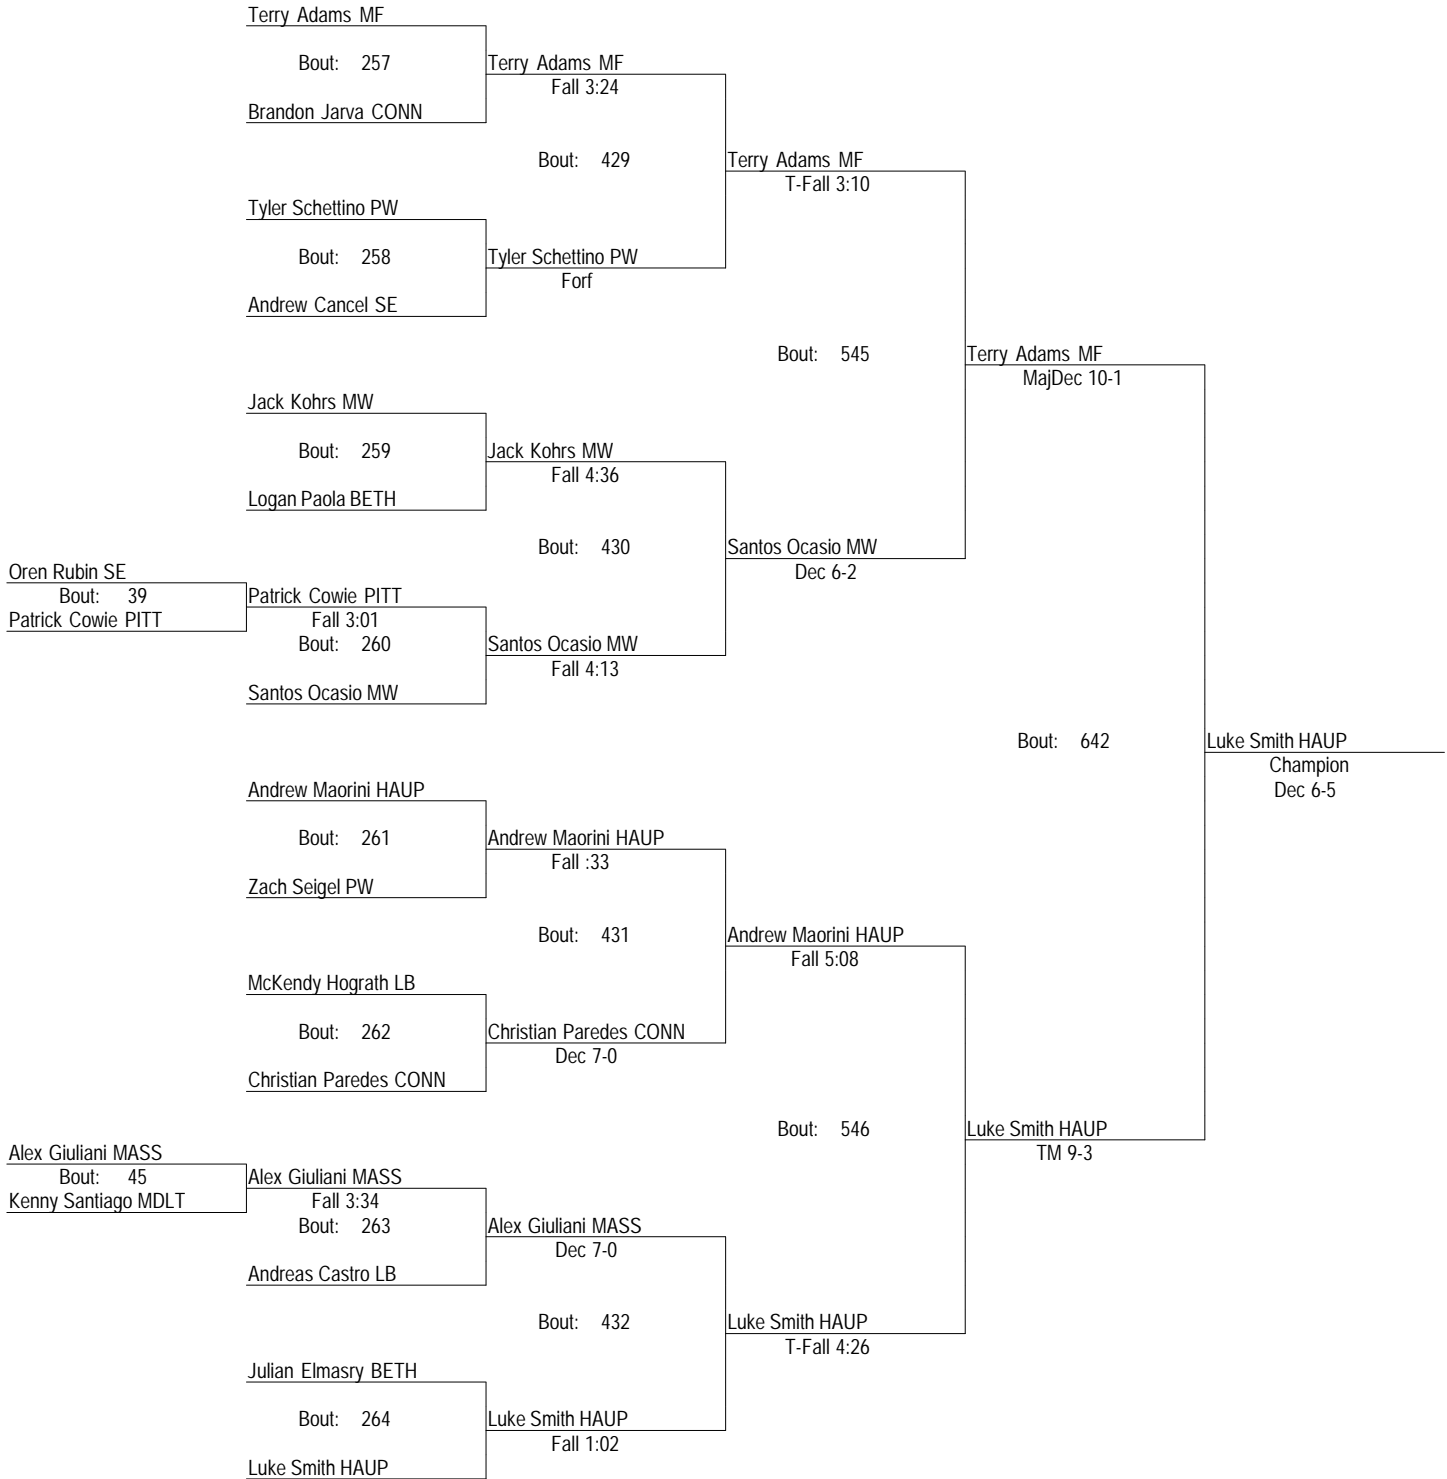 Terry Adams MF
Bout: 257
Terry Adams MF
Fall 3:24
Brandon Jarva CONN
Bout: 429
Terry Adams MF
T-Fall 3:10
Tyler Schettino PW
Bout: 258
Tyler Schettino PW
Forf
Andrew Cancel SE
Bout: 545
Terry Adams MF
MajDec 10-1
Jack Kohrs MW
Bout: 259
Jack Kohrs MW
Fall 4:36
Logan Paola BETH
Bout: 430
Santos Ocasio MW
Dec 6-2
Oren Rubin SE
Bout: 39
Patrick Cowie PITT
Patrick Cowie PITT
Fall 3:01
Bout: 260
Santos Ocasio MW
Fall 4:13
Santos Ocasio MW
Bout: 642
Luke Smith HAUP
Champion
Dec 6-5
Andrew Maorini HAUP
Bout: 261
Andrew Maorini HAUP
Fall :33
Zach Seigel PW
Bout: 431
Andrew Maorini HAUP
Fall 5:08
McKendy Hograth LB
Bout: 262
Christian Paredes CONN
Dec 7-0
Christian Paredes CONN
Bout: 546
Luke Smith HAUP
TM 9-3
Alex Giuliani MASS
Bout: 45
Kenny Santiago MDLT
Alex Giuliani MASS
Fall 3:34
Bout: 263
Alex Giuliani MASS
Dec 7-0
Andreas Castro LB
Bout: 432
Luke Smith HAUP
T-Fall 4:26
Julian Elmasry BETH
Bout: 264
Luke Smith HAUP
Fall 1:02
Luke Smith HAUP